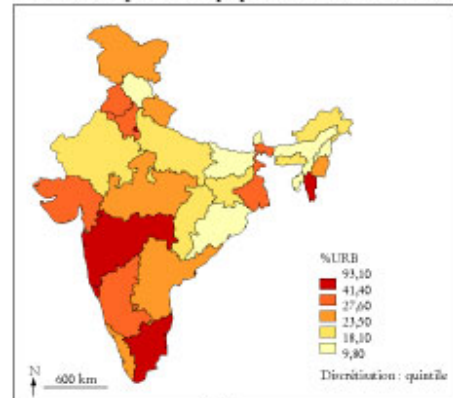 %URB
93,10
41,40
27,60
23,50
18,10
9,80
Discrétisation : quintile
N
600 km